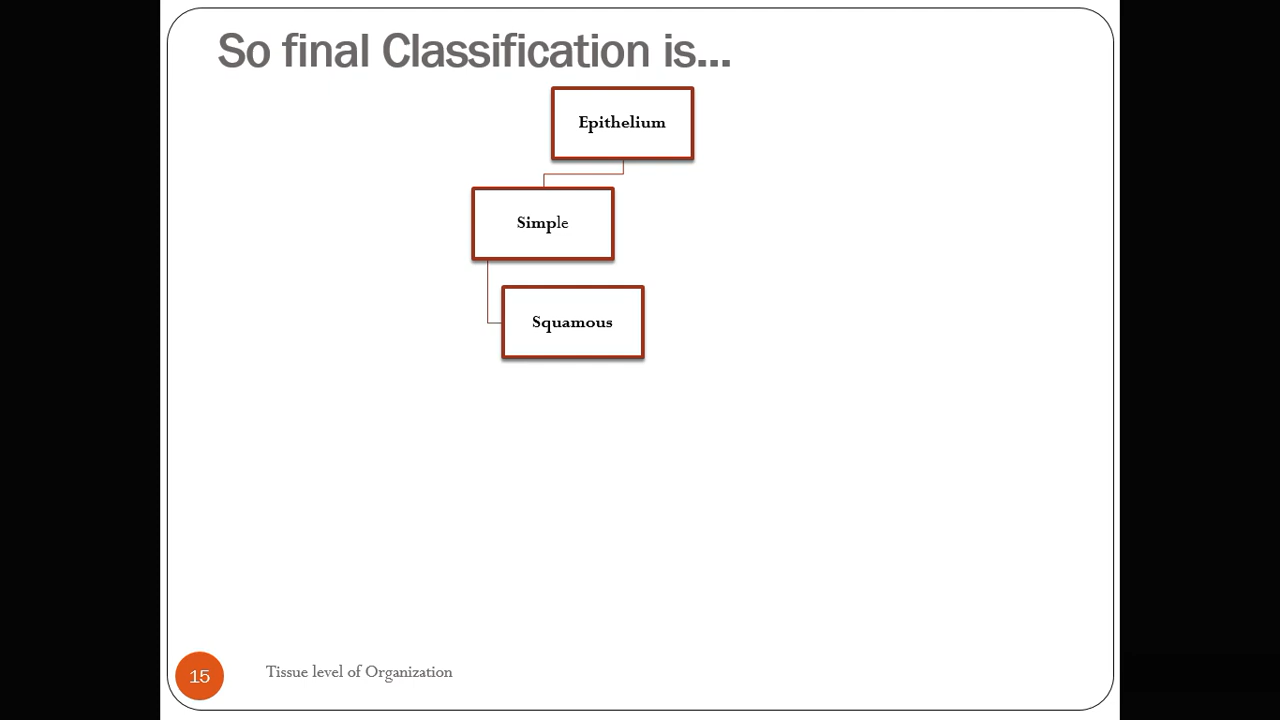 So final Classification is...
Epithelium
Simple
Squamous
15
Tissue level of Organization